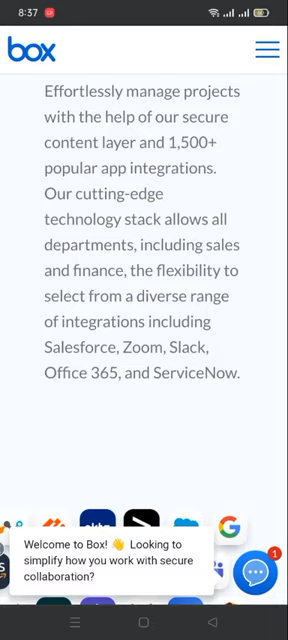 8:37
box
Effortlessly manage projects
with the help of our secure
content layer and 1,500+
popular app integrations.
Our cutting-edge
technology stack allows all
departments, including sales
and finance, the flexibility to
select from a diverse range
of integrations including
Salesforce, Zoom, Slack,
Office 365, and ServiceNow.
Welcome to Box! 👋 Looking to
simplify how you work with secure
collaboration?
1